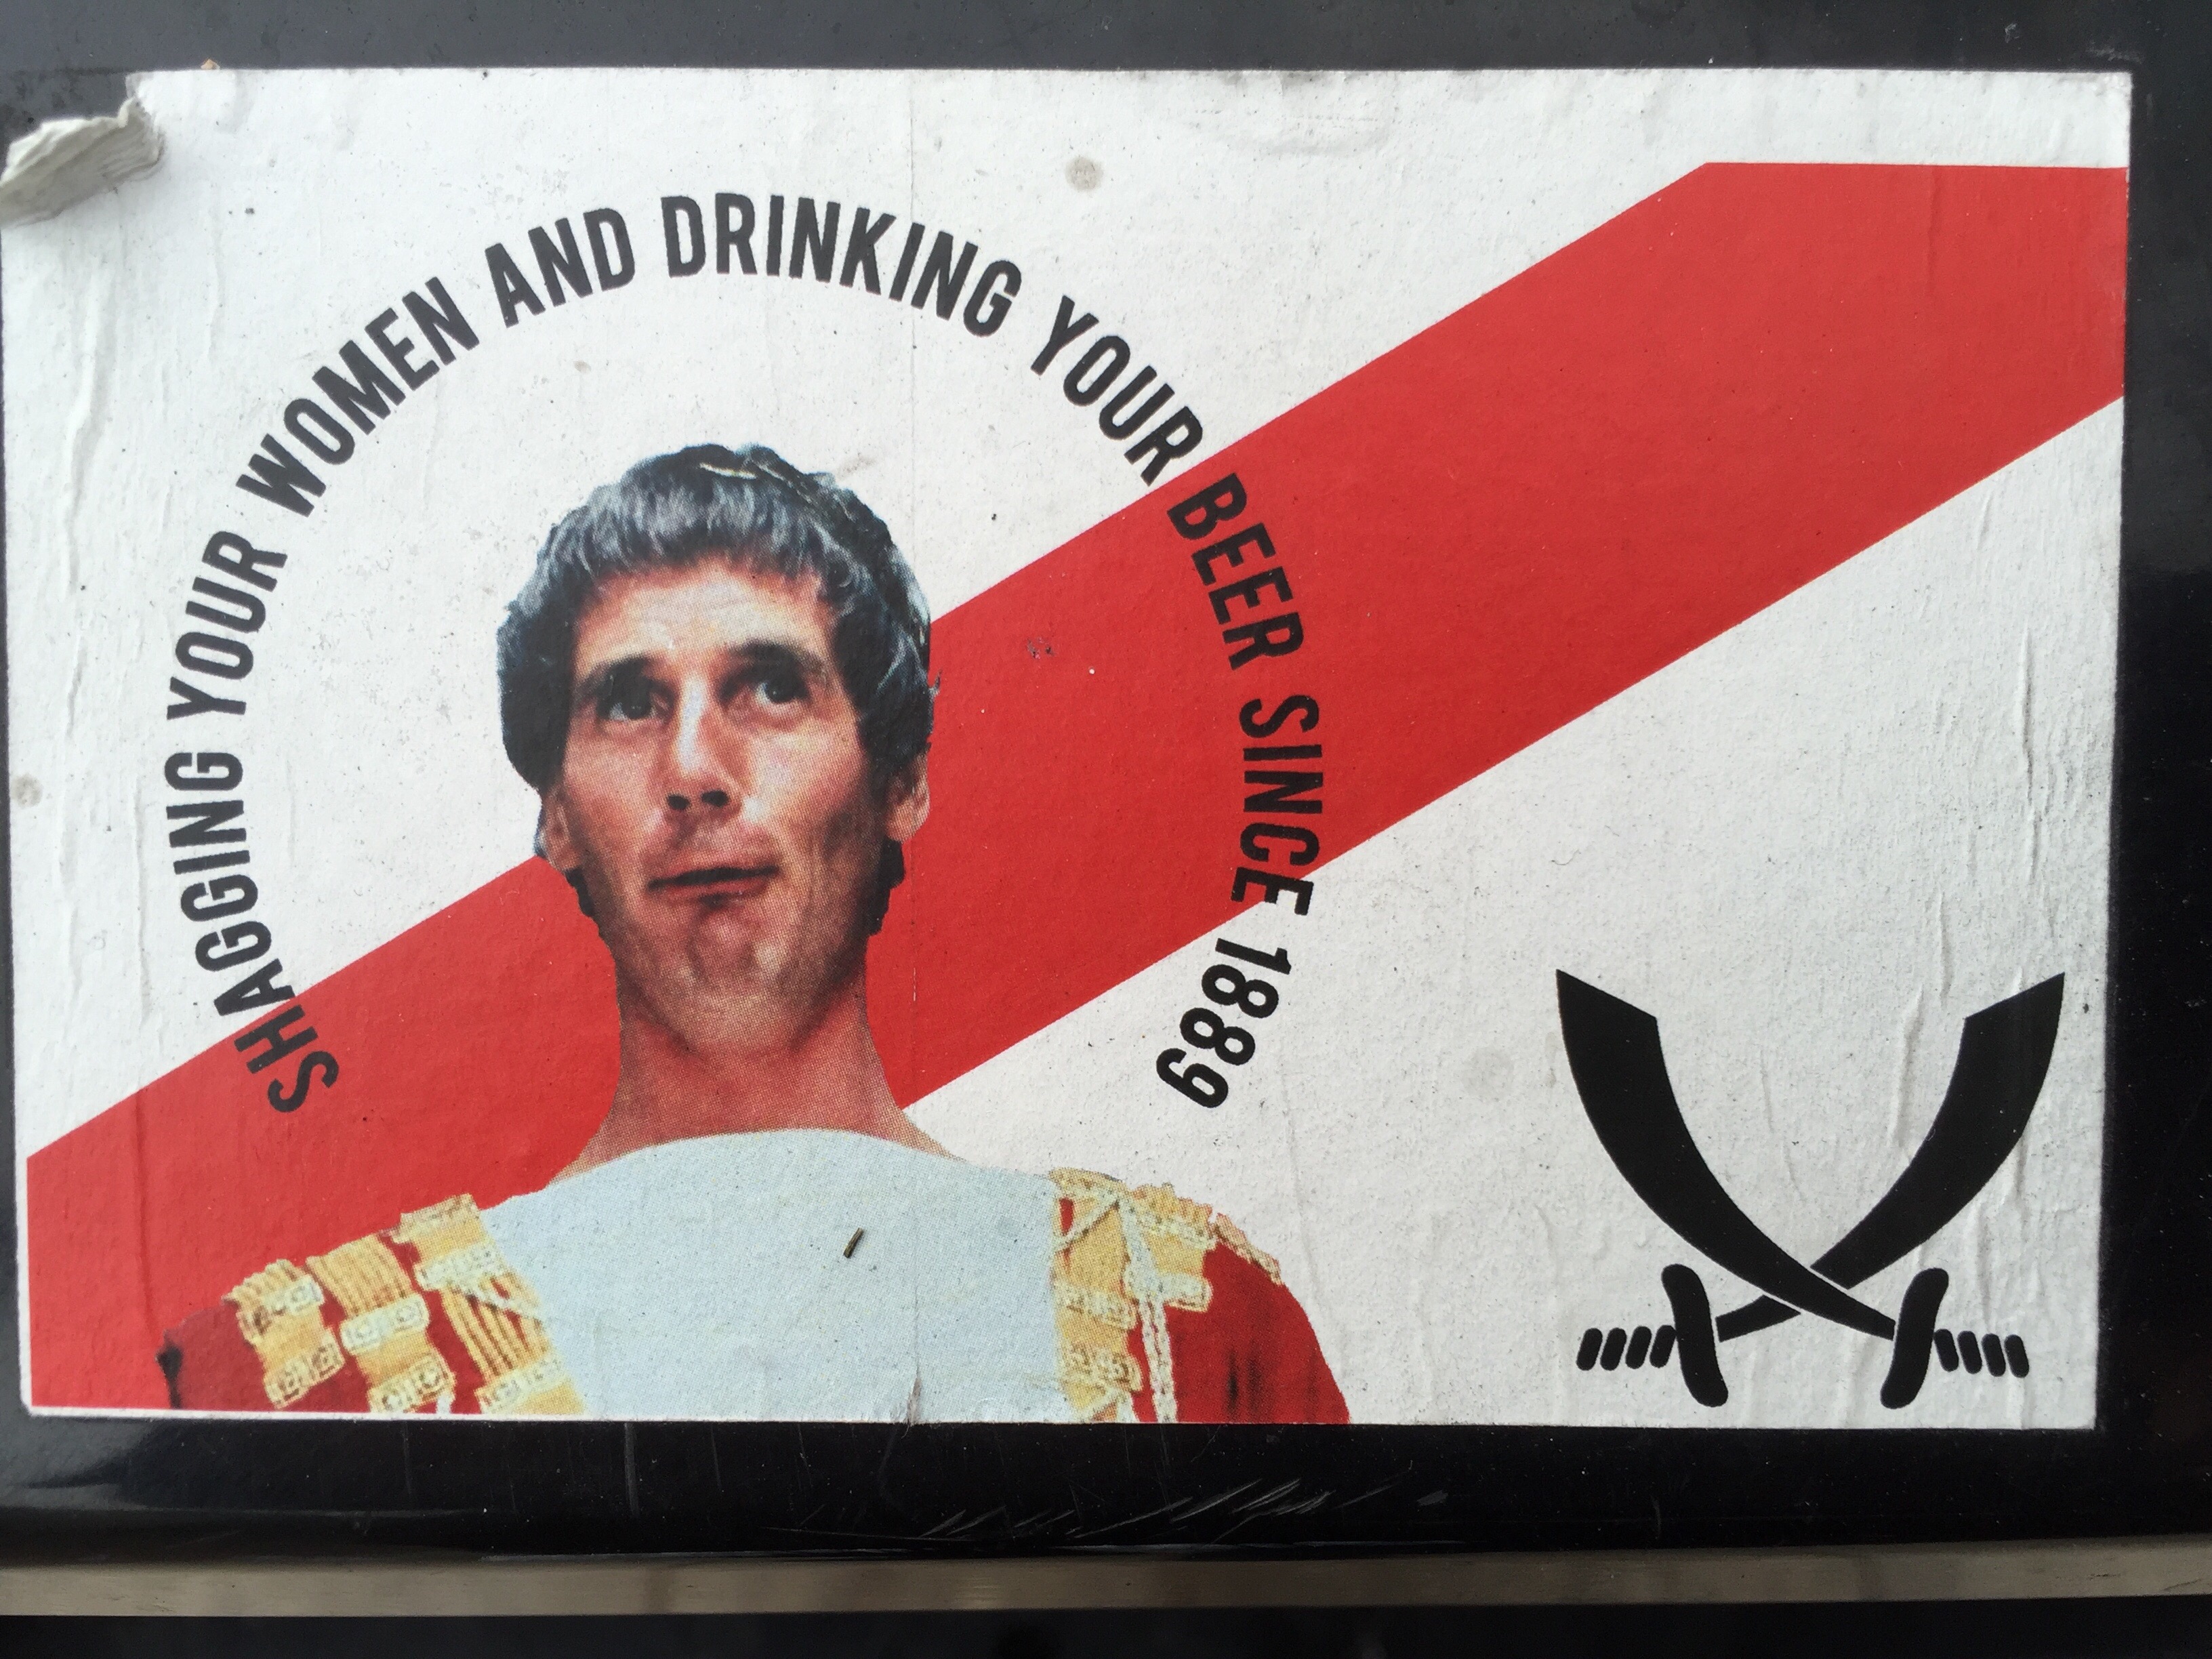 SHAGGING YOUR WOMEN AND DRINKING YOUR BEER SINCE 1889